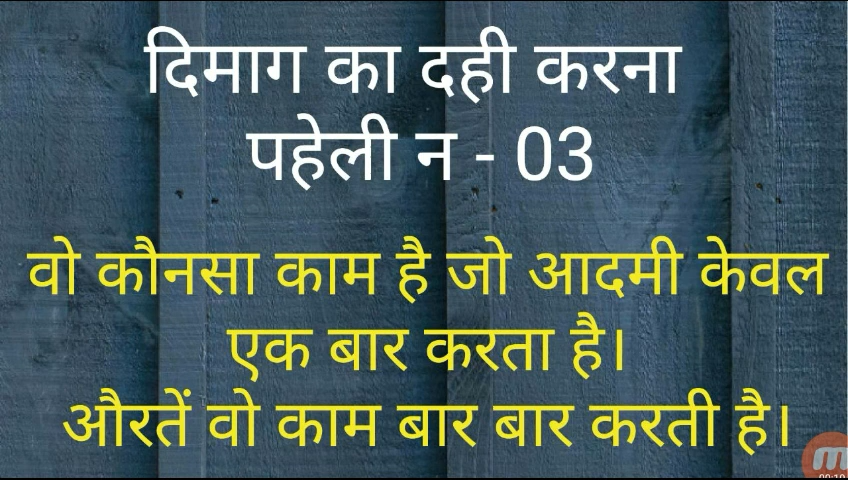 दिमाग का दही करना
पहेली न - 03
वो कौनसा काम है जो आदमी केवल
एक बार करता है।
औरतें वो काम बार बार करती है।